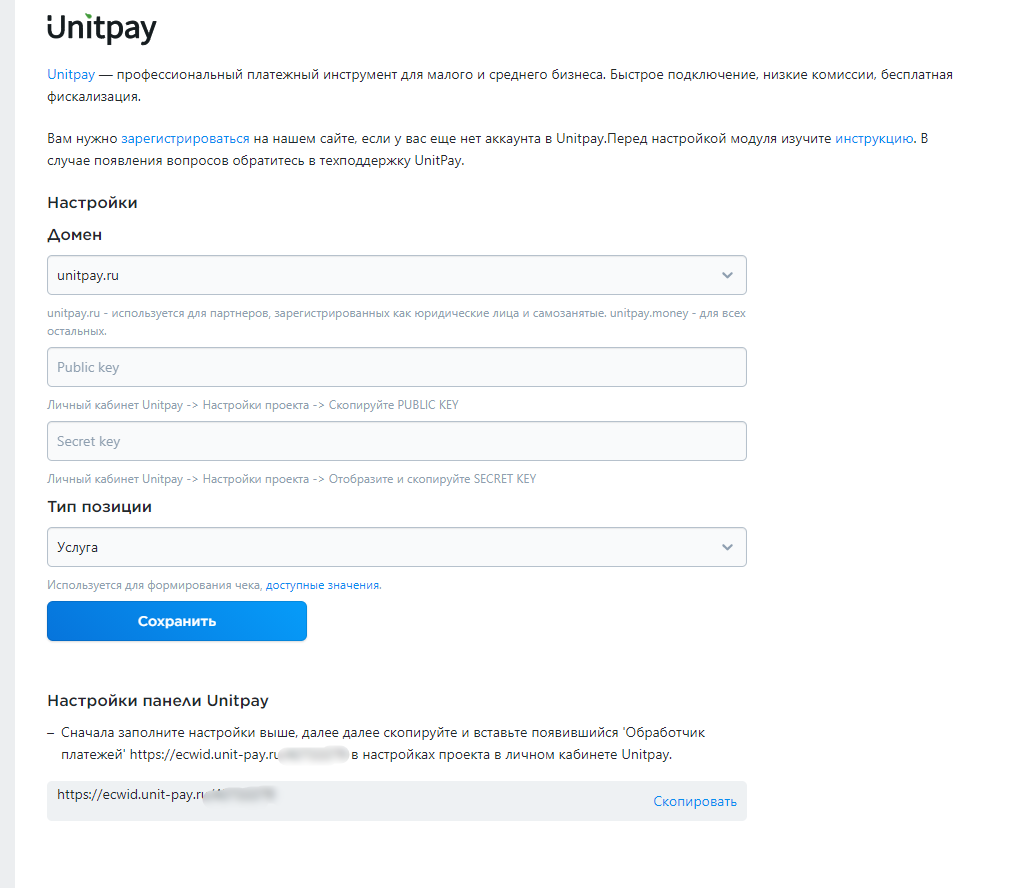 Unitpay
Unitpay — профессиональный платежный инструмент для малого и среднего бизнеса. Быстрое подключение, низкие комиссии, бесплатная
фискализация.
Вам нужно зарегистрироваться на нашем сайте, если у вас еще нет аккаунта в Unitpay.Перед настройкой модуля изучите инструкцию. В
случае появления вопросов обратитесь в техподдержку UnitPay.
Настройки
Домен
unitpay.ru
unitpay.ru - используется для партнеров, зарегистрированных как юридические лица и самозанятые. unitpay.money - для всех
остальных.
Public key
Личный кабинет Unitpay -> Настройки проекта -> Скопируйте PUBLIC KEY
Secret key
Личный кабинет Unitpay -> Настройки проекта -> Отобразите и скопируйте SECRET KEY
Тип позиции
Услуга
Используется для формирования чека, доступные значения.
Сохранить
Настройки панели Unitpay
– Сначала заполните настройки выше, далее далее скопируйте и вставьте появившийся 'Обработчик
платежей' https://ecwid.unit-pay.ru в настройках проекта в личном кабинете Unitpay.
https://ecwid.unit-pay.ru
Скопировать